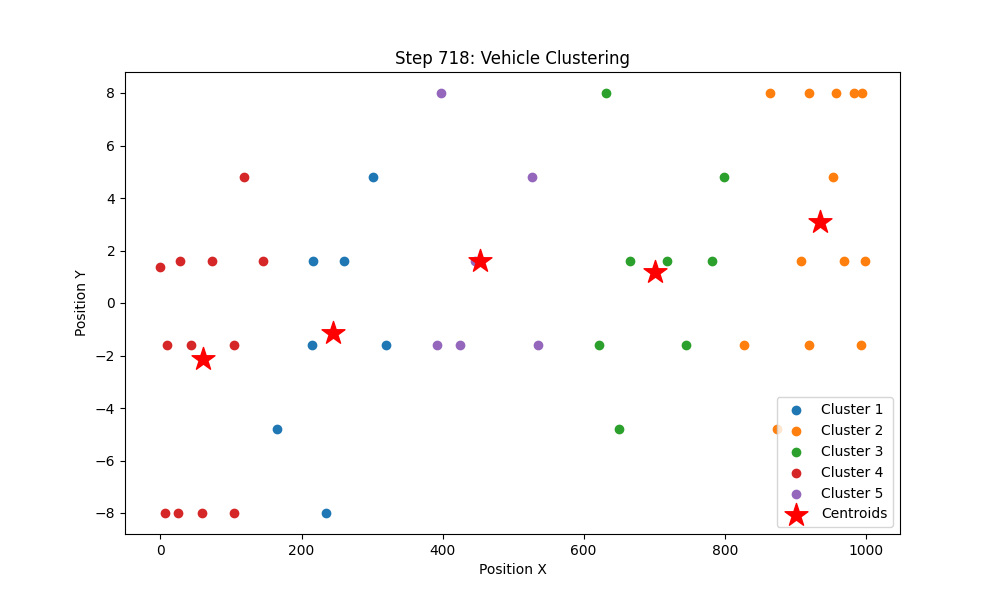 Step 718: Vehicle Clustering
Position Y
8
6
4
2
0
−2
−4
−6
−8
0
200
400
600
800
1000
Position X
Cluster 1
Cluster 2
Cluster 3
Cluster 4
Cluster 5
Centroids